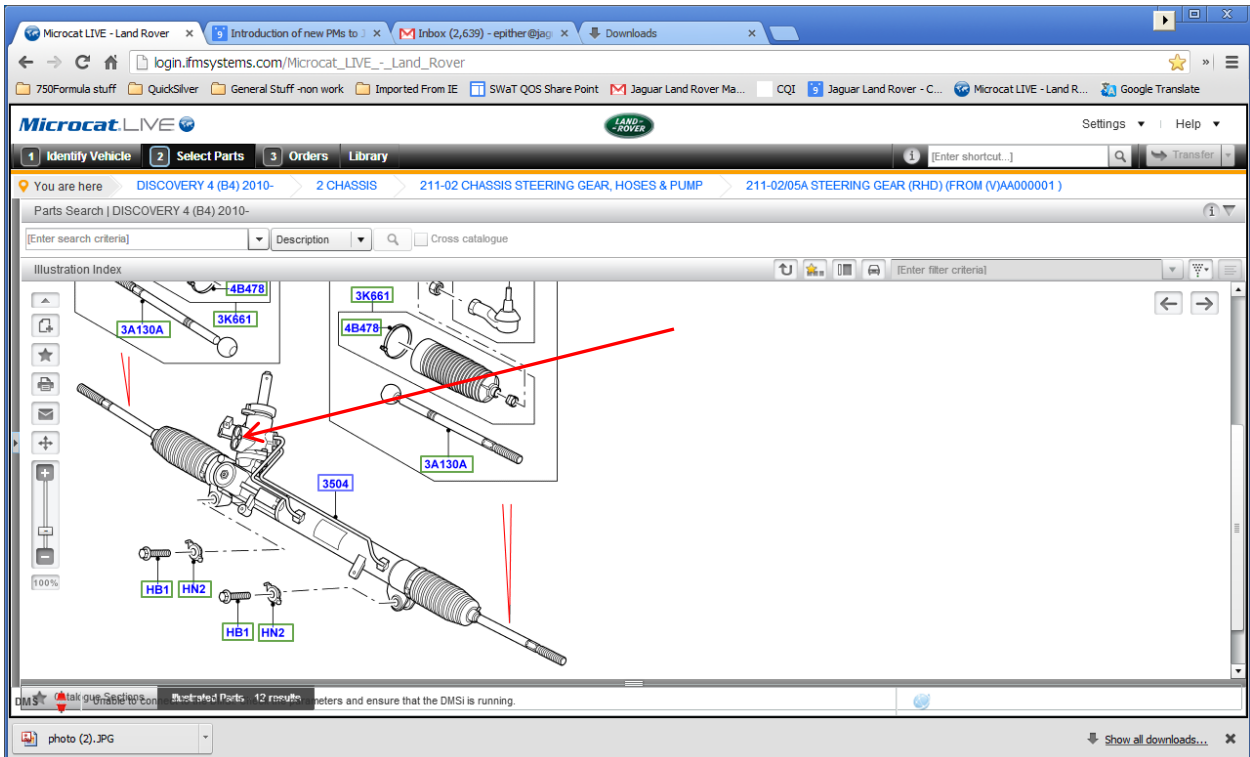 Microcat LIVE - Land Rover
Introduction of new PMs to J
Inbox (2,639) - epither@jag
Downloads
login.ifmsystems.com/Microcat_LIVE_-_Land_Rover
750Formula stuff QuickSilver General Stuff -non work Imported From IE SWaT QOS Share Point Jaguar Land Rover Ma... CQI Jaguar Land Rover - C... Microcat LIVE - Land R... Google Translate
Microcat.LIVE LAND-ROVER Settings Help
1 Identify Vehicle 2 Select Parts 3 Orders Library [Enter shortcut...] Transfer
You are here DISCOVERY 4 (B4) 2010- 2 CHASSIS 211-02 CHASSIS STEERING GEAR, HOSES & PUMP 211-02/05A STEERING GEAR (RHD) (FROM (V)AA000001 )
Parts Search | DISCOVERY 4 (B4) 2010-
[Enter search criteria] Description Cross catalogue
Illustration Index [Enter filter criteria]
4B478
3K661
3K661
3A130A
4B478
3A130A
3504
HB1 HN2
HB1 HN2
100%
Catalogue Sections Illustrated Parts 12 results
DMS Unable to meters and ensure that the DMSi is running.
photo (2).JPG Show all downloads...